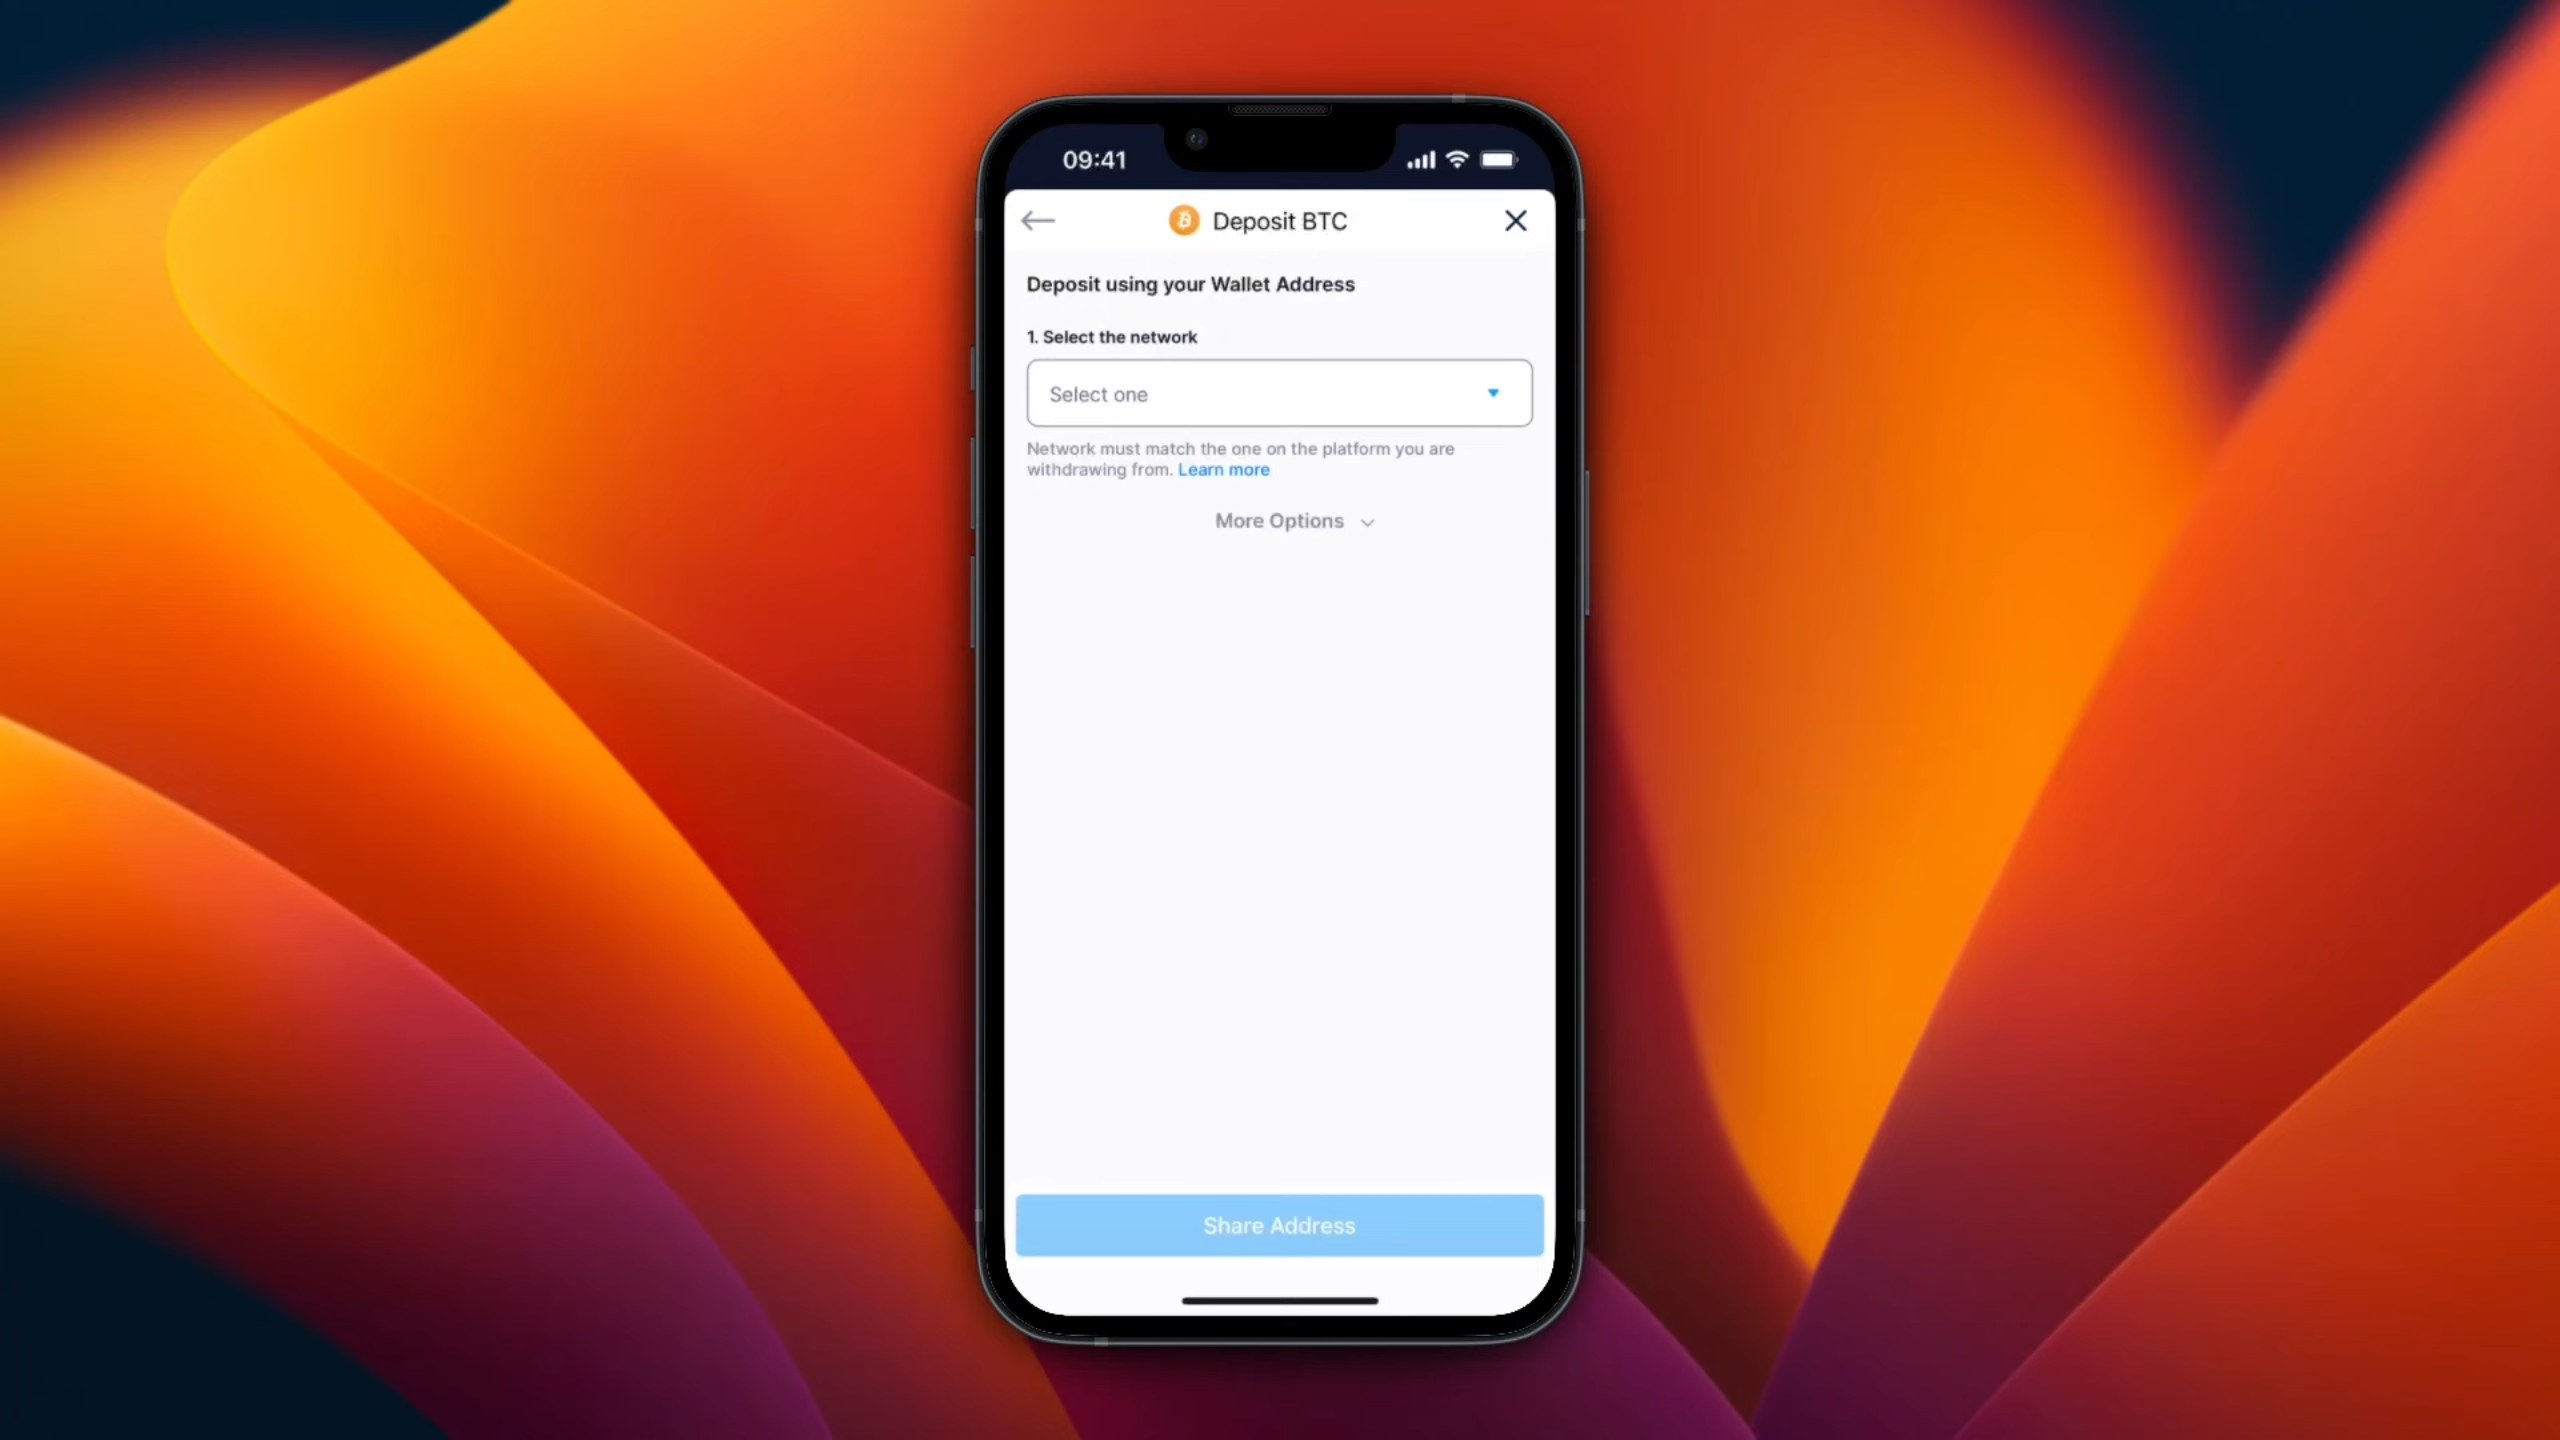 09:41
Deposit BTC
Deposit using your Wallet Address
1. Select the network
Select one
Network must match the one on the platform you are
withdrawing from. Learn more
More Options
Share Address